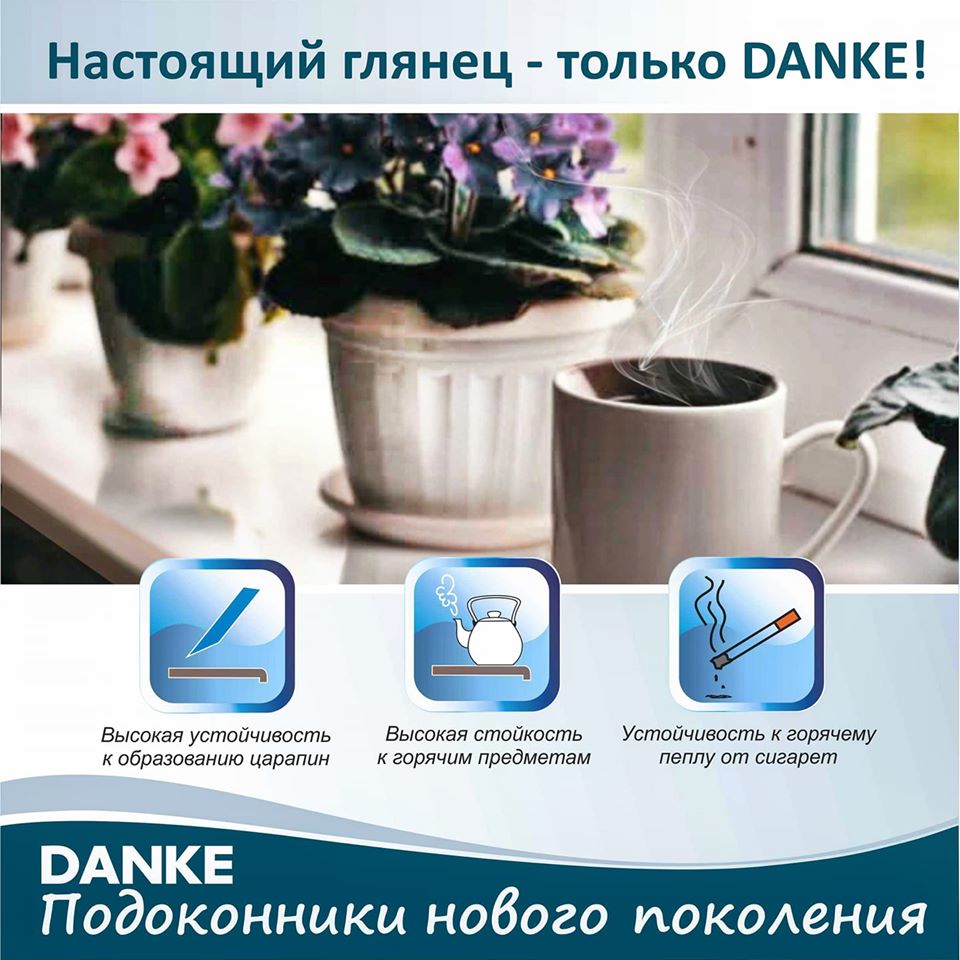 Настоящий глянец - только DANKE!
Высокая устойчивость
к образованию царапин
Высокая стойкость
к горячим предметам
Устойчивость к горячему
пеплу от сигарет
DANKE
Подоконники нового поколения